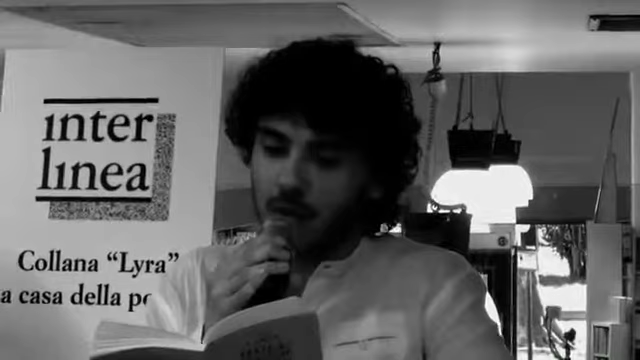 inter
linea
Collana “Lyra”
a casa della po